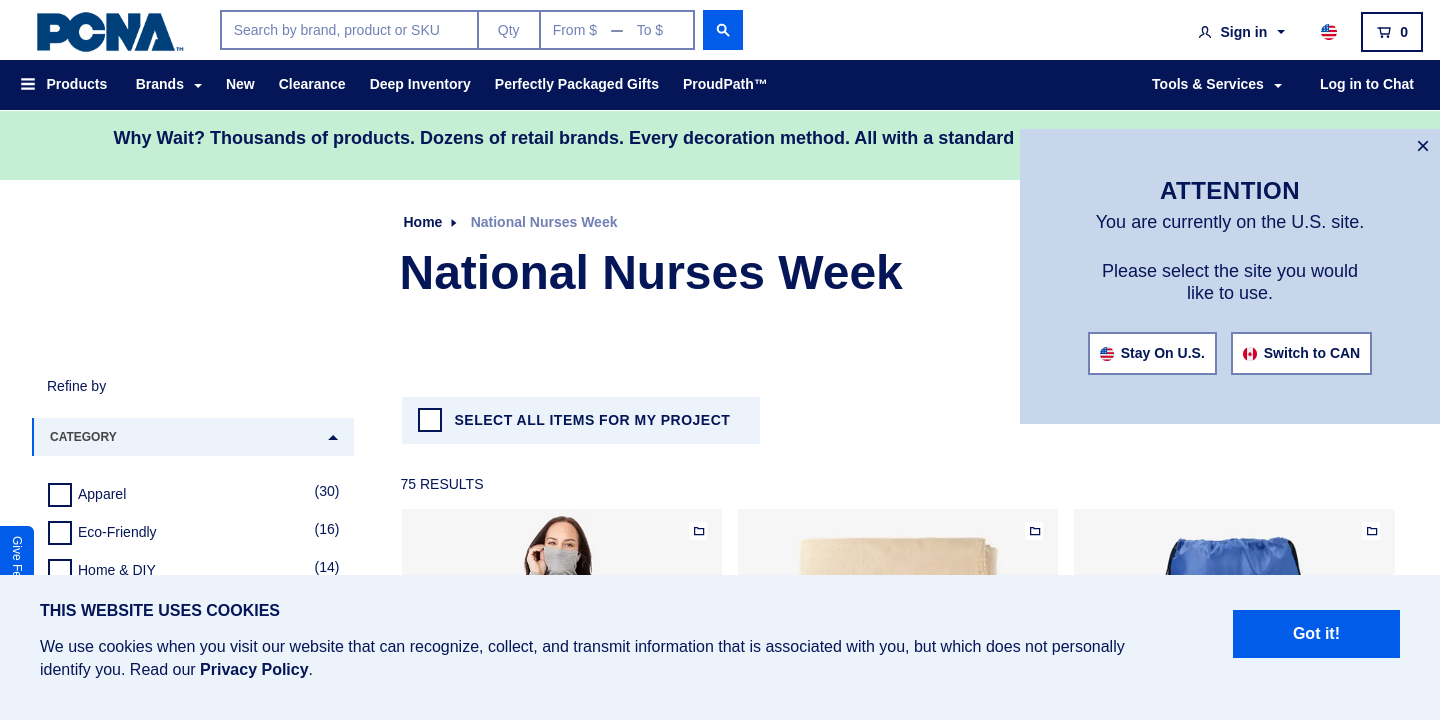 PCNA™
Search by brand, product or SKU
Qty
From $ — To $
Sign in
0
Products
Brands
New
Clearance
Deep Inventory
Perfectly Packaged Gifts
ProudPath™
Tools & Services
Log in to Chat
Why Wait? Thousands of products. Dozens of retail brands. Every decoration method. All with a standard
×
ATTENTION
You are currently on the U.S. site.
Please select the site you would
like to use.
Stay On U.S.
Switch to CAN
Home
National Nurses Week
National Nurses Week
Refine by
CATEGORY
Apparel (30)
Eco-Friendly (16)
Home & DIY (14)
SELECT ALL ITEMS FOR MY PROJECT
75 RESULTS
Give
THIS WEBSITE USES COOKIES
We use cookies when you visit our website that can recognize, collect, and transmit information that is associated with you, but which does not personally
identify you. Read our Privacy Policy.
Got it!